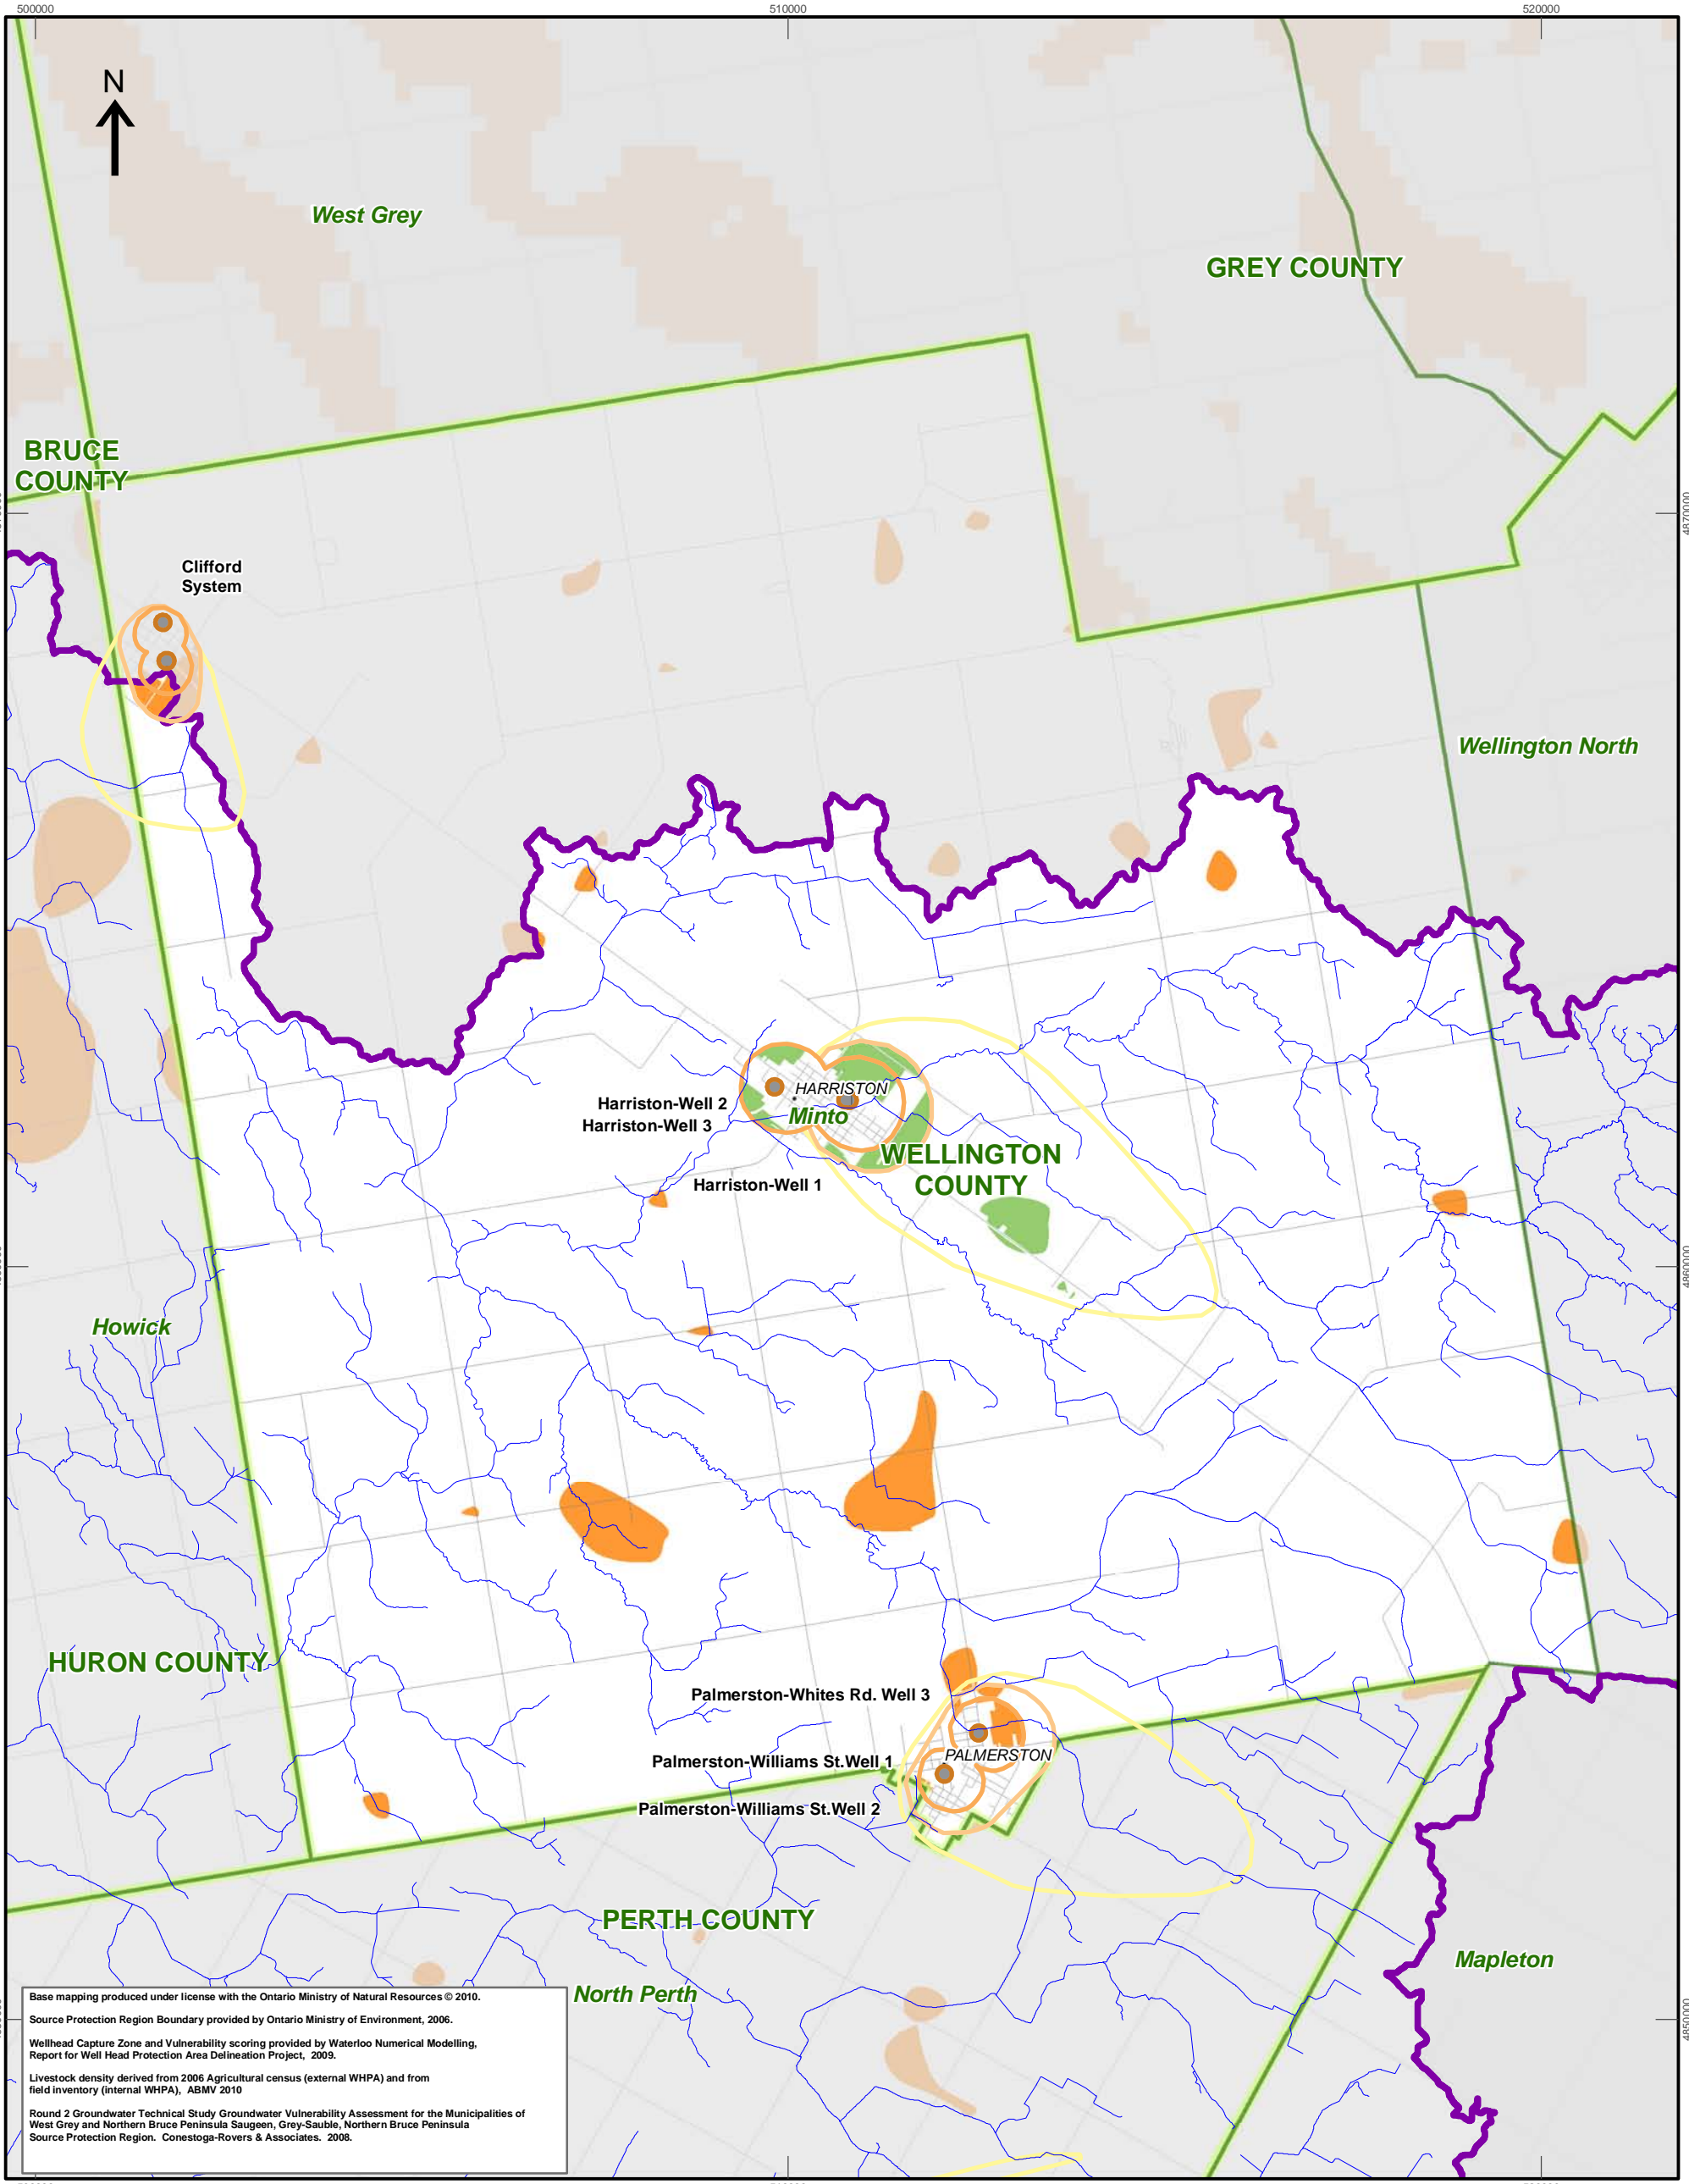 500000
510000
520000
N
West Grey
GREY COUNTY
BRUCE
COUNTY
4870000
Clifford
System
Wellington North
HARRISTON
Harriston-Well 2
Minto
Harriston-Well 3
WELLINGTON
COUNTY
Harriston-Well 1
4860000
Howick
HURON COUNTY
Palmerston-Whites Rd. Well 3
PALMERSTON
Palmerston-Williams St.Well 1
Palmerston-Williams St.Well 2
PERTH COUNTY
Mapleton
North Perth
4850000
Base mapping produced under license with the Ontario Ministry of Natural Resources © 2010.
Source Protection Region Boundary provided by Ontario Ministry of Environment, 2006.
Wellhead Capture Zone and Vulnerability scoring provided by Waterloo Numerical Modelling,
Report for Well Head Protection Area Delineation Project, 2009.
Livestock density derived from 2006 Agricultural census (external WHPA) and from
field inventory (internal WHPA), ABMV 2010
Round 2 Groundwater Technical Study Groundwater Vulnerability Assessment for the Municipalities of
West Grey and Northern Bruce Peninsula Saugeen, Grey-Sauble, Northern Bruce Peninsula
Source Protection Region. Conestoga-Rovers & Associates. 2008.